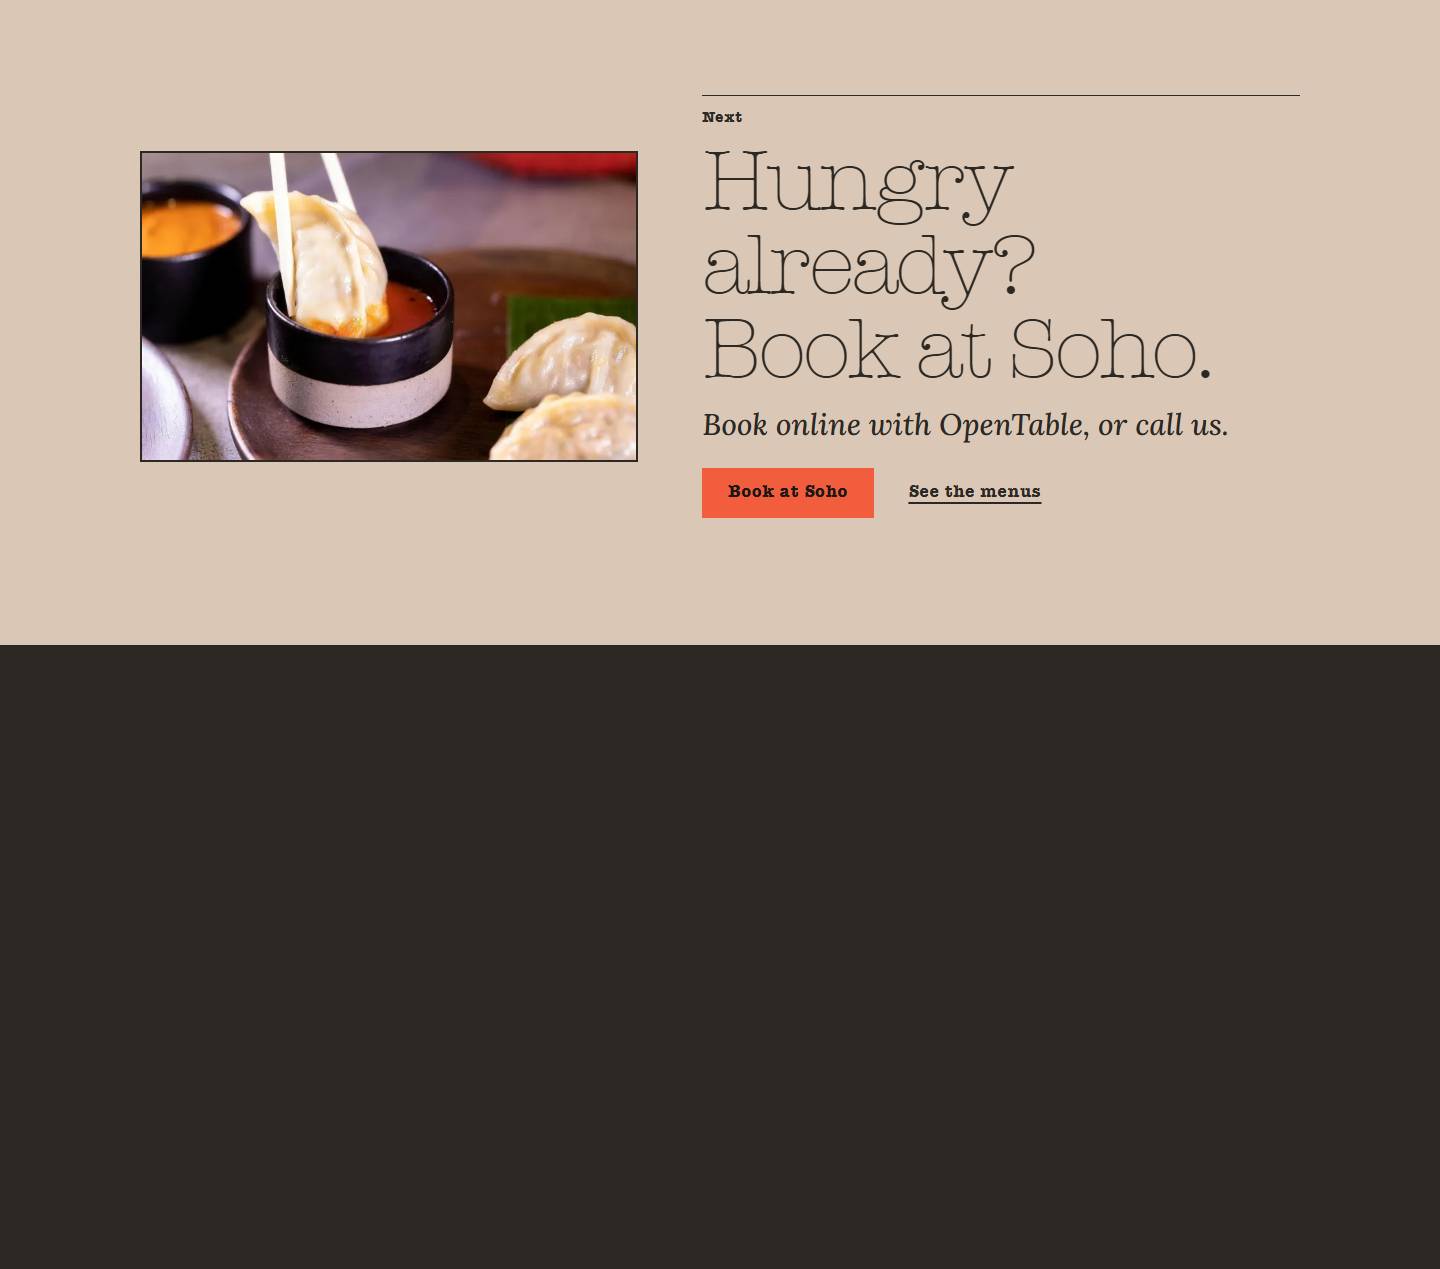 Next
Hungry
already?
Book at Soho.
Book online with OpenTable, or call us.
Book at Soho
See the menus